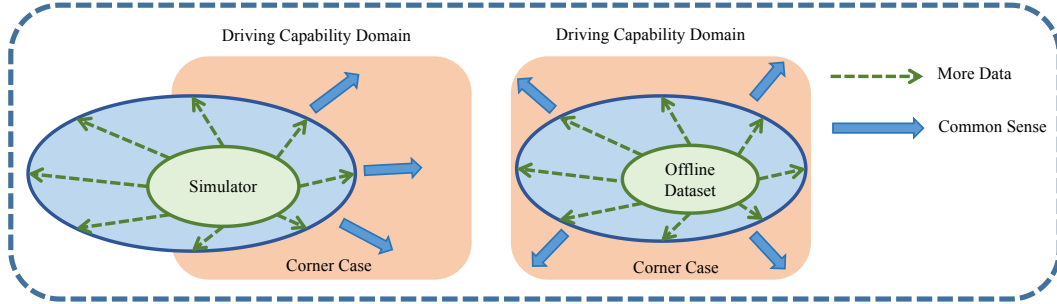 Driving Capability Domain
Simulator
Corner Case
Driving Capability Domain
Offline
Dataset
Corner Case
More Data
Common Sense